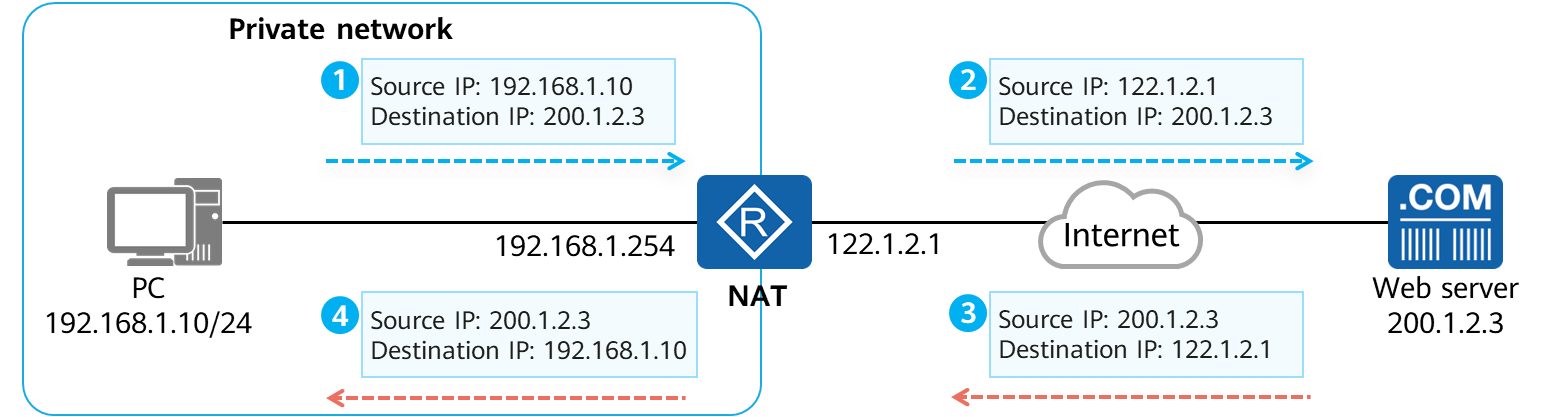 Private network
1
Source IP: 192.168.1.10
Destination IP: 200.1.2.3
2
Source IP: 122.1.2.1
Destination IP: 200.1.2.3
PC
192.168.1.10/24
192.168.1.254
R
NAT
122.1.2.1
Internet
.COM
Web server
200.1.2.3
4
Source IP: 200.1.2.3
Destination IP: 192.168.1.10
3
Source IP: 200.1.2.3
Destination IP: 122.1.2.1